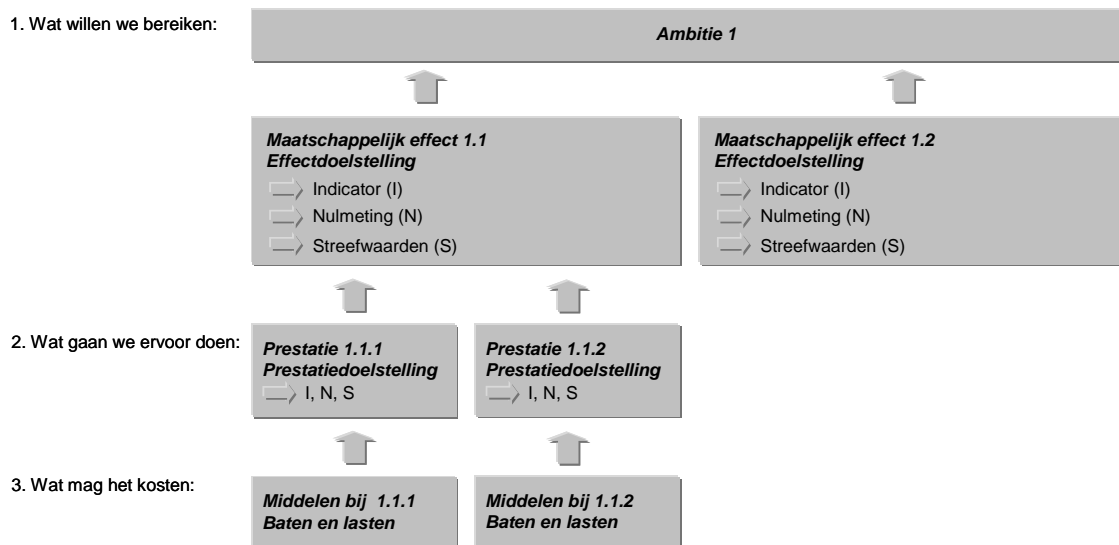 1. Wat willen we bereiken:
Ambitie 1
Maatschappelijk effect 1.1
Effectdoelstelling
Indicator (I)
Nulmeting (N)
Streefwaarden (S)
Maatschappelijk effect 1.2
Effectdoelstelling
Indicator (I)
Nulmeting (N)
Streefwaarden (S)
2. Wat gaan we ervoor doen:
Prestatie 1.1.1
Prestatiedoelstelling
I, N, S
Prestatie 1.1.2
Prestatiedoelstelling
I, N, S
3. Wat mag het kosten:
Middelen bij 1.1.1
Baten en lasten
Middelen bij 1.1.2
Baten en lasten